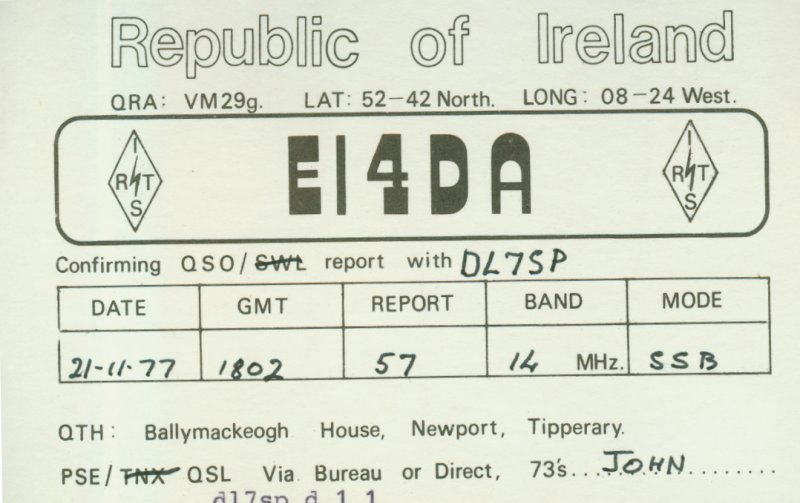 Republic of Ireland
QRA: VM29g. LAT: 52-42 North. LONG: 08-24 West.
IRTS EI4DA IRTS
Confirming QSO/SWL report with DL7SP
DATE GMT REPORT BAND MODE
21-11-77 1802 57 14 MHz. SSB
QTH: Ballymackeogh House, Newport, Tipperary.
PSE/TNX QSL Via Bureau or Direct, 73's....JOHN.........
dl7sp d 1 1